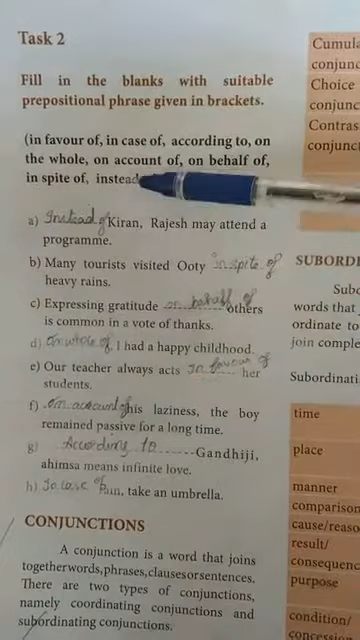 Task 2
Fill in the blanks with suitable
prepositional phrase given in brackets.
(in favour of, in case of, according to, on
the whole, on account of, on behalf of,
in spite of, instead
a) Instead of Kiran, Rajesh may attend a
programme.
b) Many tourists visited Ooty in spite of
heavy rains.
c) Expressing gratitude on behalf of others
is common in a vote of thanks.
d) On whole of, I had a happy childhood.
e) Our teacher always acts In favour of her
students.
f) On account of his laziness, the boy
remained passive for a long time.
g) According to Gandhiji,
ahimsa means infinite love.
h) In case of Run, take an umbrella.
CONJUNCTIONS
A conjunction is a word that joins
together words, phrases, clauses or sentences.
There are two types of conjunctions,
namely coordinating conjunctions and
subordinating conjunctions.
Cumula
conjunc
Choice
conjunc
Contras
conjunct
SUBORD
Subo
words that
ordinate to
join comple
Subordinati
time
place
manner
comparison
cause/reaso
result/
consequenc
purpose
condition/
concession